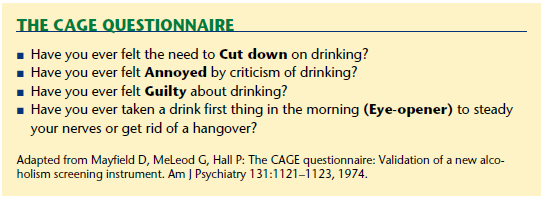 THE CAGE QUESTIONNAIRE
■ Have you ever felt the need to Cut down on drinking?
■ Have you ever felt Annoyed by criticism of drinking?
■ Have you ever felt Guilty about drinking?
■ Have you ever taken a drink first thing in the morning (Eye-opener) to steady
your nerves or get rid of a hangover?
Adapted from Mayfield D, McLeod G, Hall P: The CAGE questionnaire: Validation of a new alco-
holism screening instrument. Am J Psychiatry 131:1121–1123, 1974.